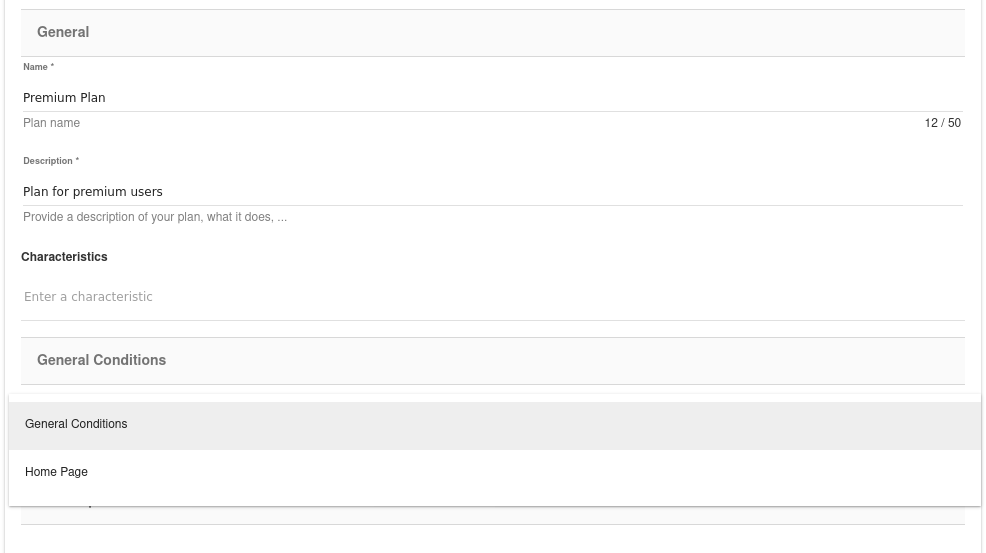 General
Name *
Premium Plan
Plan name 12 / 50
Description *
Plan for premium users
Provide a description of your plan, what it does, ...
Characteristics
Enter a characteristic
General Conditions
General Conditions
Home Page